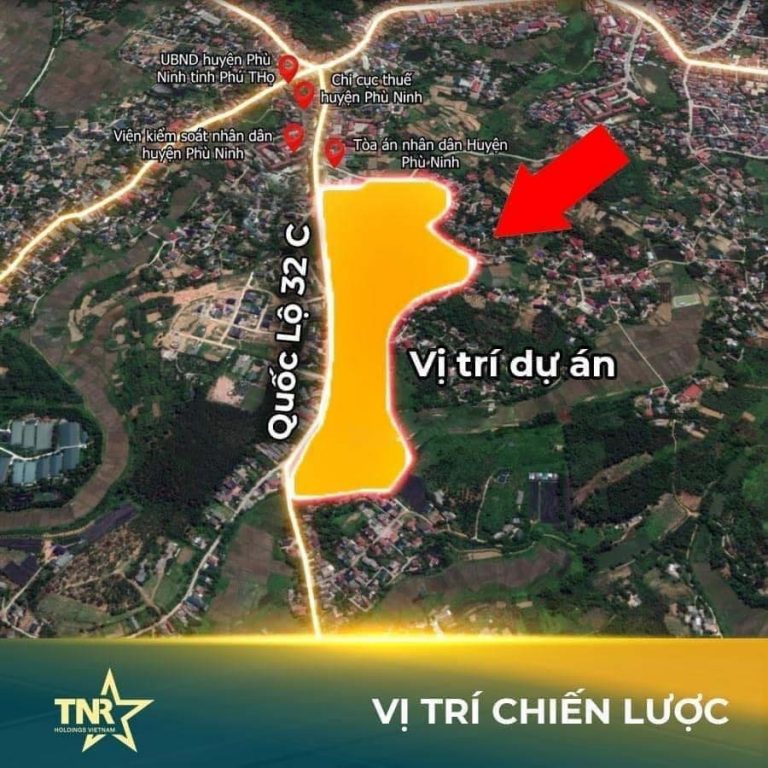 UBND huyện Phù
Ninh tỉnh Phú THọ
Chi cục thuế
huyện Phù Ninh
Viện kiểm soát nhân dân
huyện Phù Ninh
Tòa án nhân dân Huyện
Phù Ninh
Quốc Lộ 32 C
Vị trí dự án
TNR
HOLDINGS VIETNAM
VỊ TRÍ CHIẾN LƯỢC